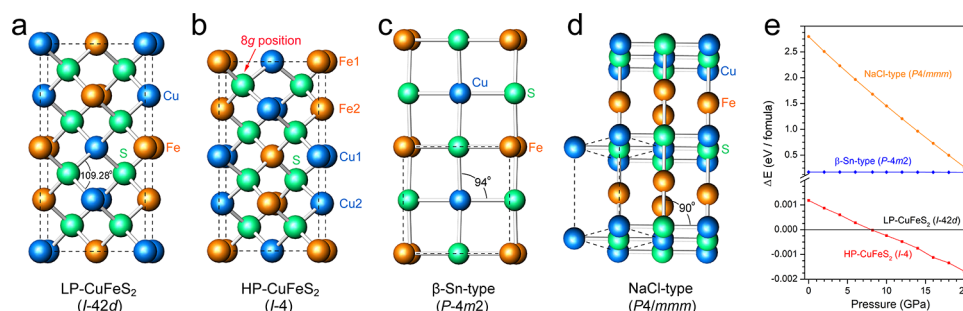 a
b
c
d
e
8g position
Fe1
Fe2
Cu
Fe
S
109.28°
S
Cu1
Cu2
Cu
S
Fe
94°
Cu
Fe
S
90°
LP-CuFeS2
(I-42d)
HP-CuFeS2
(I-4)
β-Sn-type
(P-4m2)
NaCl-type
(P4/mmm)
Δ E (eV / fomula)
2.5
2.0
1.5
1.0
0.5
0.001
0.000
-0.001
-0.002
NaCl-type (P4/mmm)
β-Sn-type (P-4m2)
LP-CuFeS2 (I-42d)
HP-CuFeS2 (I-4)
0 5 10 15 20
Pressure (GPa)